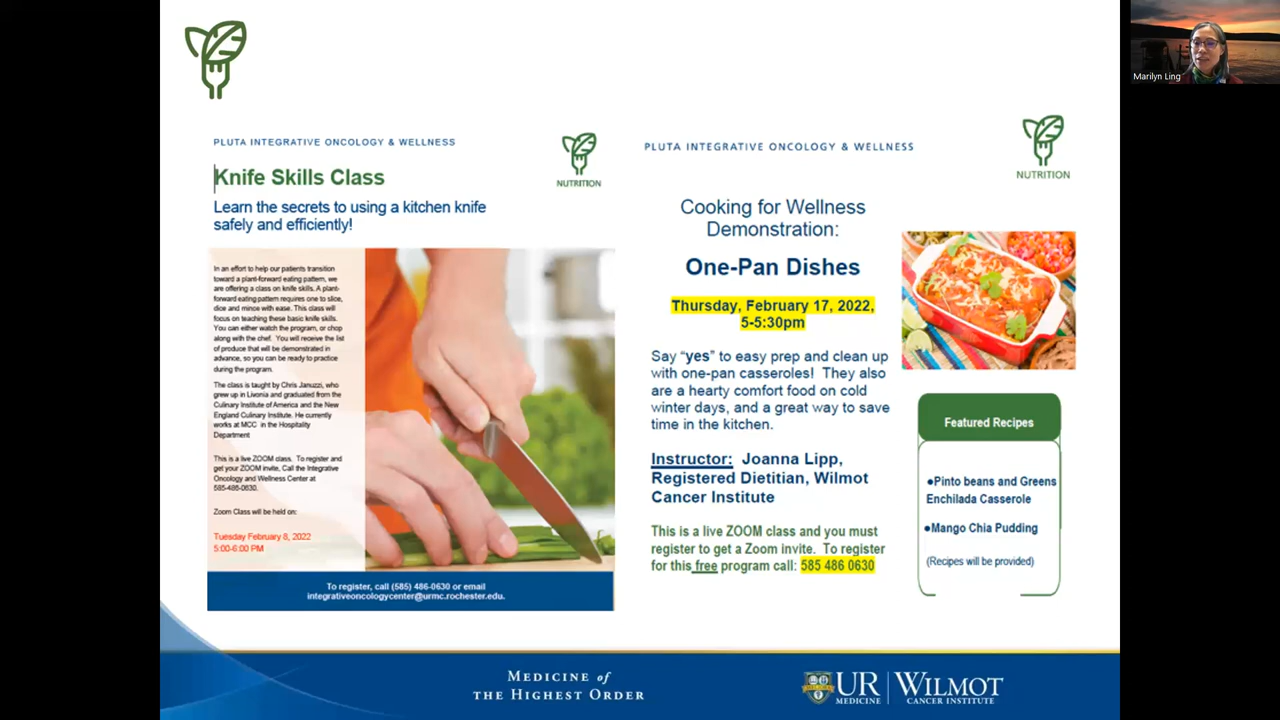 Marilyn Ling
PLUTA INTEGRATIVE ONCOLOGY & WELLNESS
NUTRITION
Knife Skills Class
Learn the secrets to using a kitchen knife
safely and efficiently!
In an effort to help our patients transition
toward a plant-forward eating pattern, we
are offering a class on knife skills. A plant-
forward eating pattern requires one to slice,
dice and mince with ease. This class will
focus on teaching these basic knife skills.
You can either watch the program, or chop
along with the chef. You will receive the list
of produce that will be demonstrated in
advance, so you can be ready to practice
during the program.
The class is taught by Chris Januzzi, who
grew up in Livonia and graduated from the
Culinary Institute of America and the New
England Culinary Institute. He currently
works at MCC in the Hospitality
Department
This is a live ZOOM class. To register and
get your ZOOM invite, Call the Integrative
Oncology and Wellness Center at
585-486-0630.
Zoom Class will be held on:
Tuesday February 8, 2022
5:00-6:00 PM
To register, call (585) 486-0630 or email
integrativeoncologycenter@urmc.rochester.edu.
PLUTA INTEGRATIVE ONCOLOGY & WELLNESS
NUTRITION
Cooking for Wellness
Demonstration:
One-Pan Dishes
Thursday, February 17, 2022,
5-5:30pm
Say “yes” to easy prep and clean up
with one-pan casseroles! They also
are a hearty comfort food on cold
winter days, and a great way to save
time in the kitchen.
Instructor: Joanna Lipp,
Registered Dietitian, Wilmot
Cancer Institute
This is a live ZOOM class and you must
register to get a Zoom invite. To register
for this free program call: 585 486 0630
Featured Recipes
●Pinto beans and Greens
Enchilada Casserole
●Mango Chia Pudding
(Recipes will be provided)
MEDICINE of
THE HIGHEST ORDER
UR
MEDICINE
WILMOT
CANCER INSTITUTE